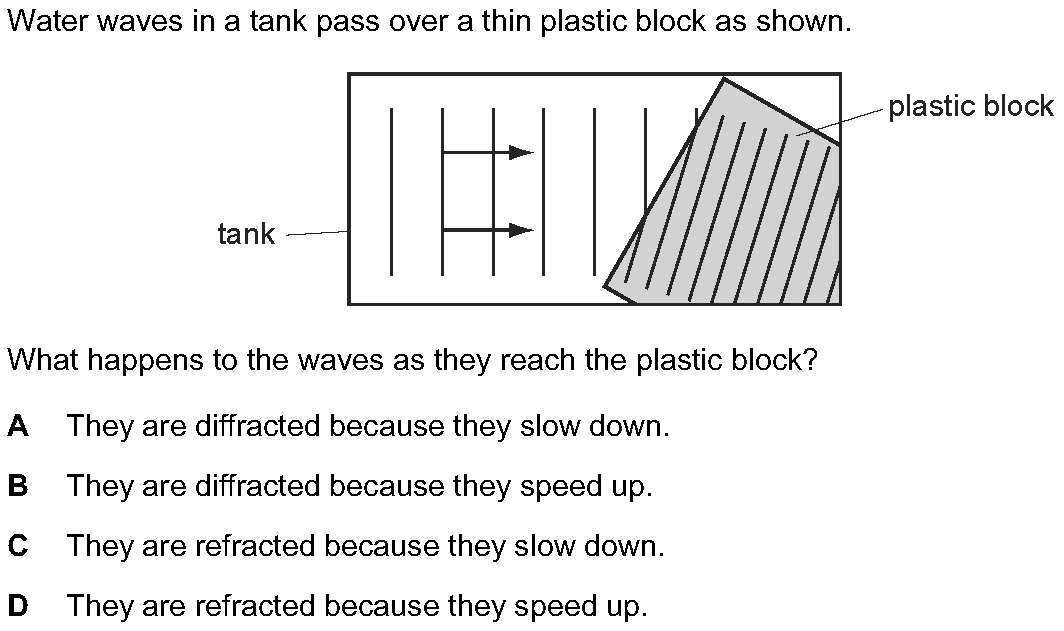 Water waves in a tank pass over a thin plastic block as shown.
plastic block
tank
What happens to the waves as they reach the plastic block?
A They are diffracted because they slow down.
B They are diffracted because they speed up.
C They are refracted because they slow down.
D They are refracted because they speed up.